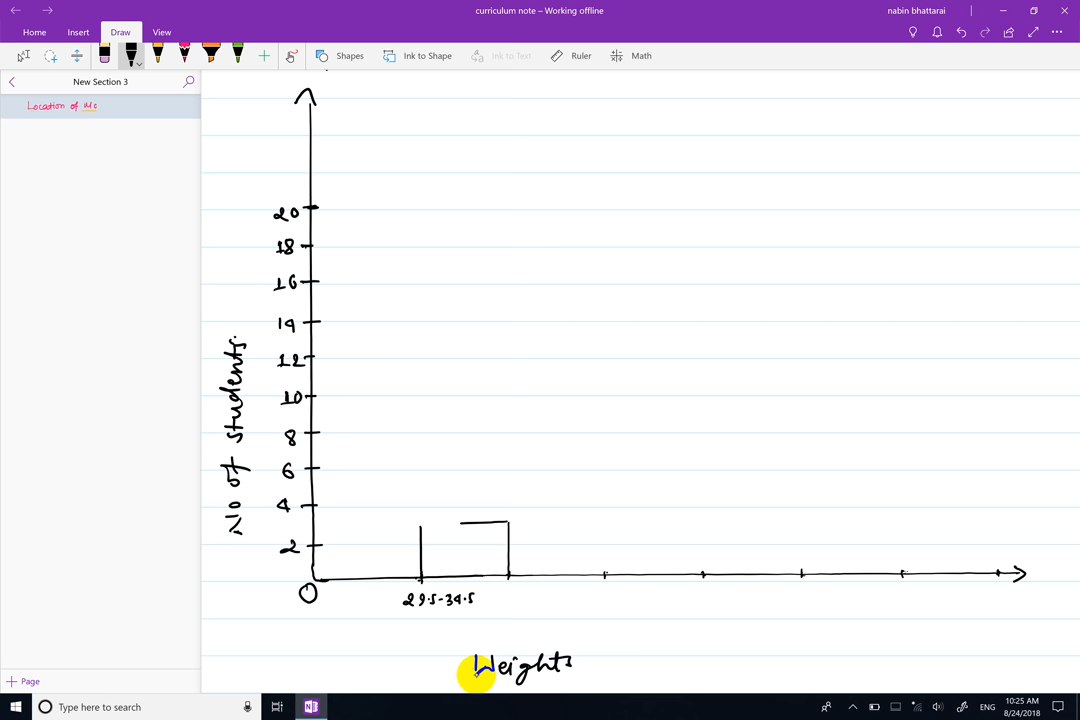 curriculum note – Working offline
nabin bhattarai
Home
Insert
Draw
View
Shapes
Ink to Shape
Ink to Text
Ruler
Math
New Section 3
Location of Mo
20
18
16
14
12
10
8
6
4
2
0
No of students
29.5-34.5
Weights
Page
Type here to search
ENG
10:25 AM
8/24/2018